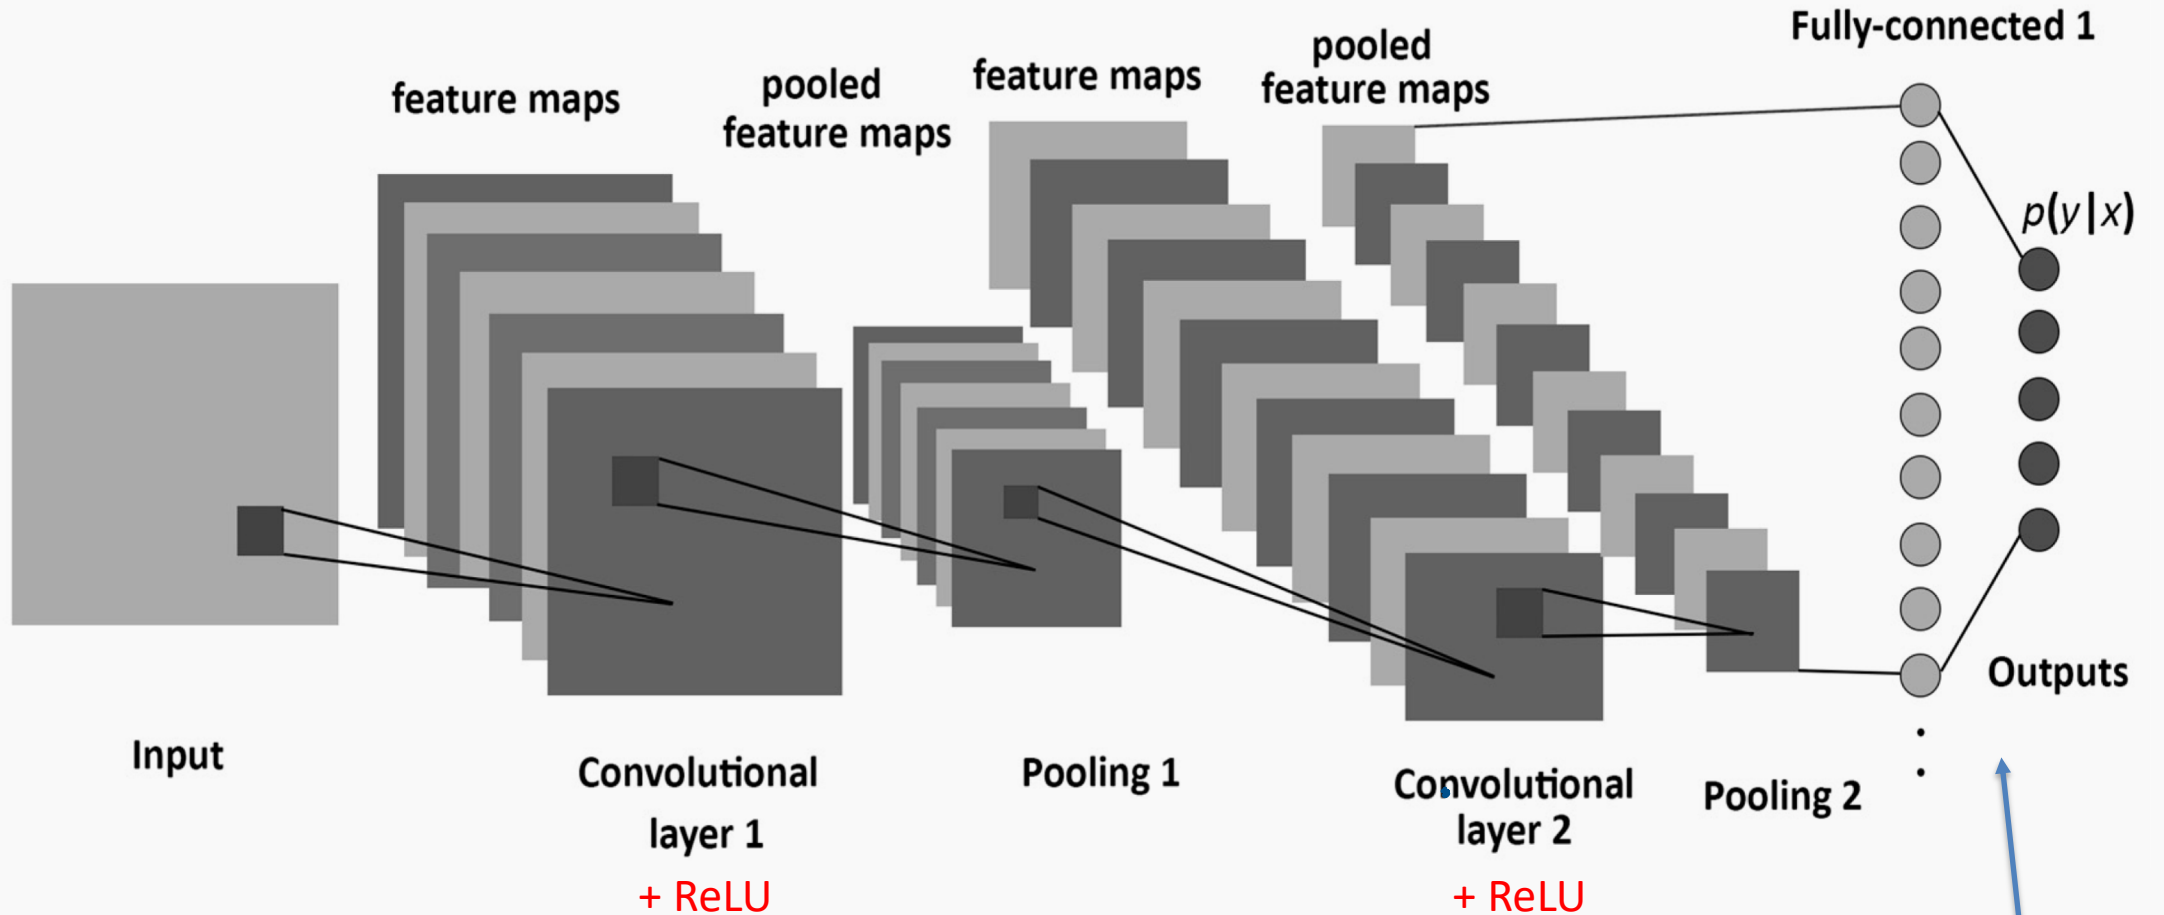 Fully-connected 1
feature maps
pooled
feature maps
feature maps
pooled
feature maps
p(y|x)
Outputs
Input
Convolutional
layer 1
+ ReLU
Pooling 1
Convolutional
layer 2
+ ReLU
Pooling 2